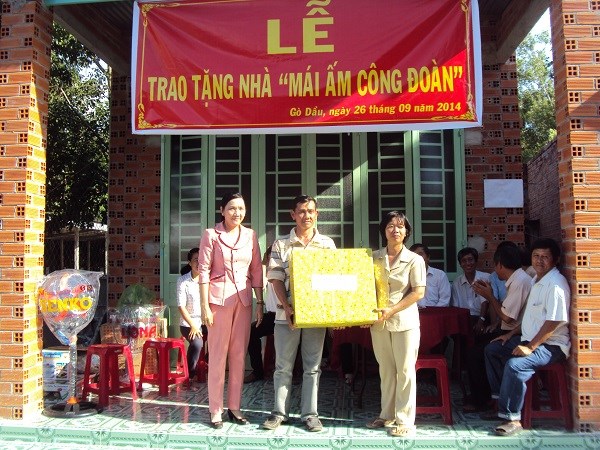 LỄ
TRAO TẶNG NHÀ “MÁI ẤM CÔNG ĐOÀN”
Gò Dầu, ngày 26 tháng 09 năm 2014